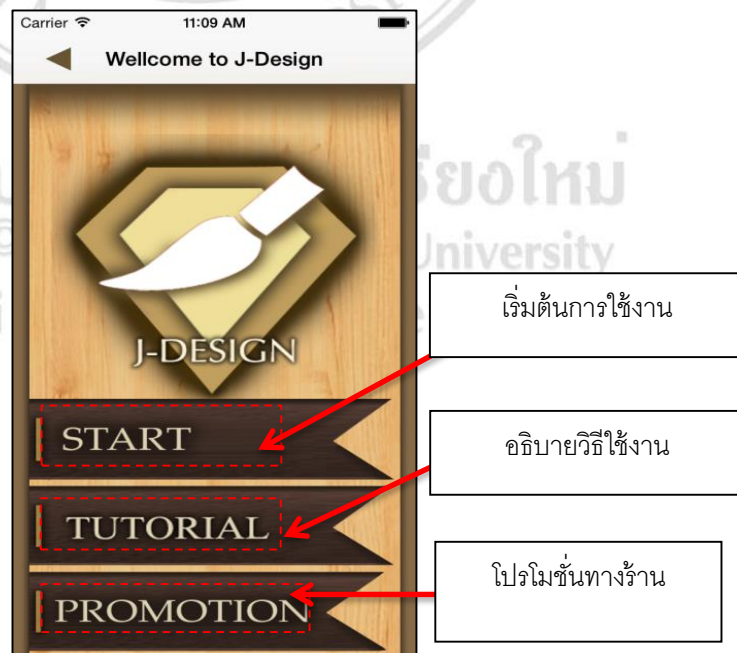 Carrier 11:09 AM
Wellcome to J-Design
J-DESIGN
START
TUTORIAL
PROMOTION
เริ่มต้นการใช้งาน
อธิบายวิธีใช้งาน
โปรโมชั่นทางร้าน
University